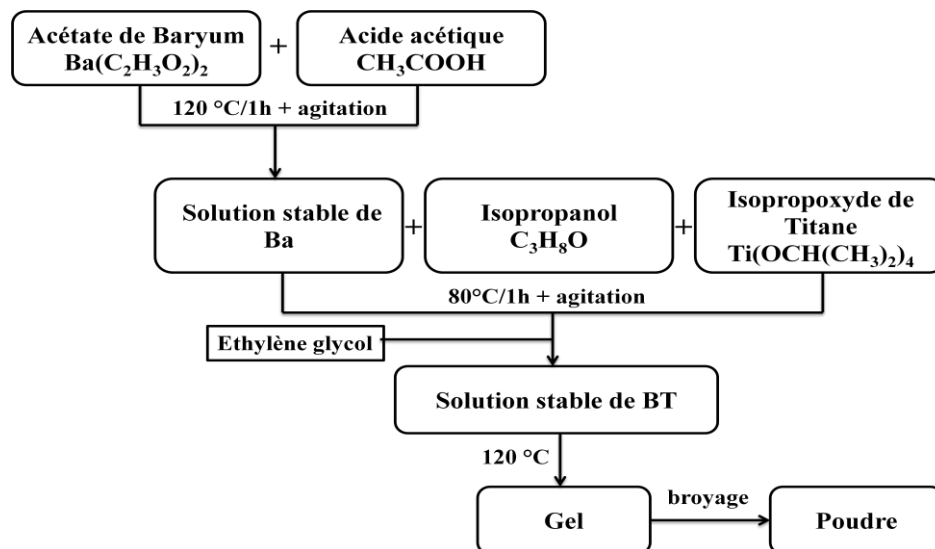 Acétate de Baryum
Ba(C₂H₃O₂)₂
+
Acide acétique
CH₃COOH
120 °C/1h + agitation
Solution stable de
Ba
+
Isopropanol
C₃H₈O
+
Isopropoxyde de
Titane
Ti(OCH(CH₃)₂)₄
80°C/1h + agitation
Ethylène glycol
Solution stable de BT
120 °C
Gel
broyage
Poudre